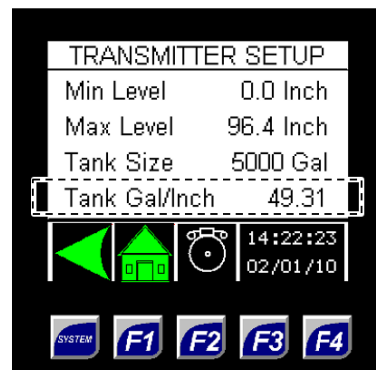 TRANSMITTER SETUP
Min Level 0.0 Inch
Max Level 96.4 Inch
Tank Size 5000 Gal
Tank Gal/Inch 49.31
14:22:23
02/01/10
SYSTEM F1 F2 F3 F4